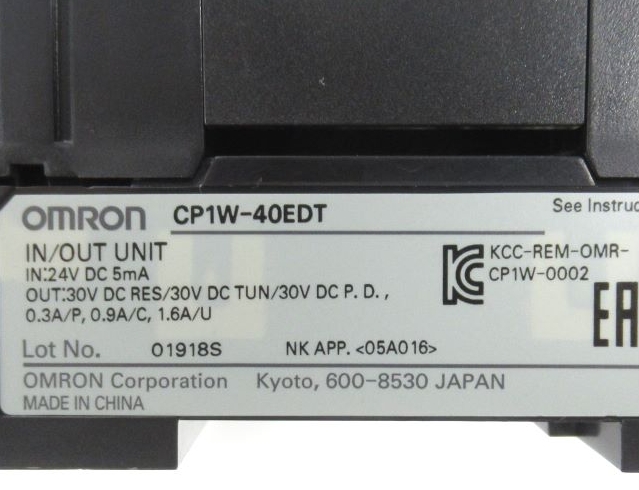 OMRON CP1W-40EDT
See Instruc
IN/OUT UNIT
IN:24V DC 5mA
OUT:30V DC RES/30V DC TUN/30V DC P.D.,
0.3A/P, 0.9A/C, 1.6A/U
KCC-REM-OMR-
CP1W-0002
EA
Lot No. 01918S NK APP. <05A016>
OMRON Corporation Kyoto, 600-8530 JAPAN
MADE IN CHINA